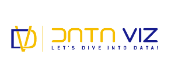 DATA VIZ
LET'S DIVE INTO DATA!